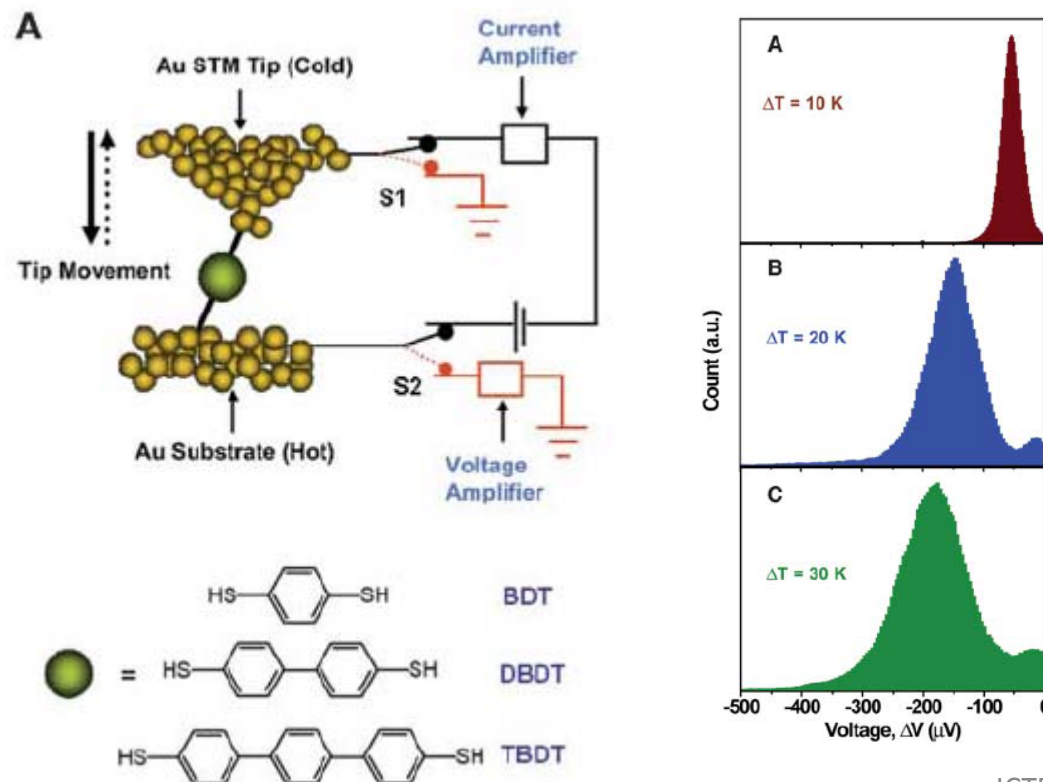 A
Current
Amplifier
Au STM Tip (Cold)
S1
Tip Movement
S2
Au Substrate (Hot)
Voltage
Amplifier
HS
SH
BDT
=
HS
SH
DBDT
HS
SH
TBDT
A
ΔT = 10 K
B
ΔT = 20 K
C
ΔT = 30 K
Count (a.u.)
-500 -400 -300 -200 -100 0
Voltage, ΔV (μV)